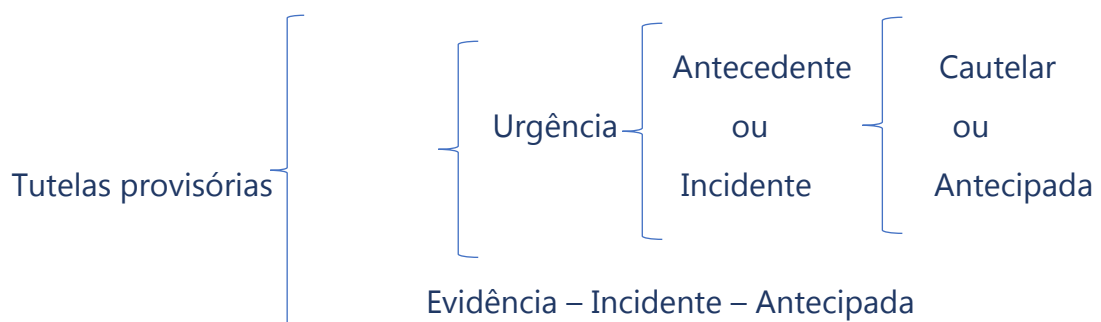 Antecedente Cautelar
Urgência ou ou
Tutelas provisórias Incidente Antecipada
Evidência – Incidente – Antecipada